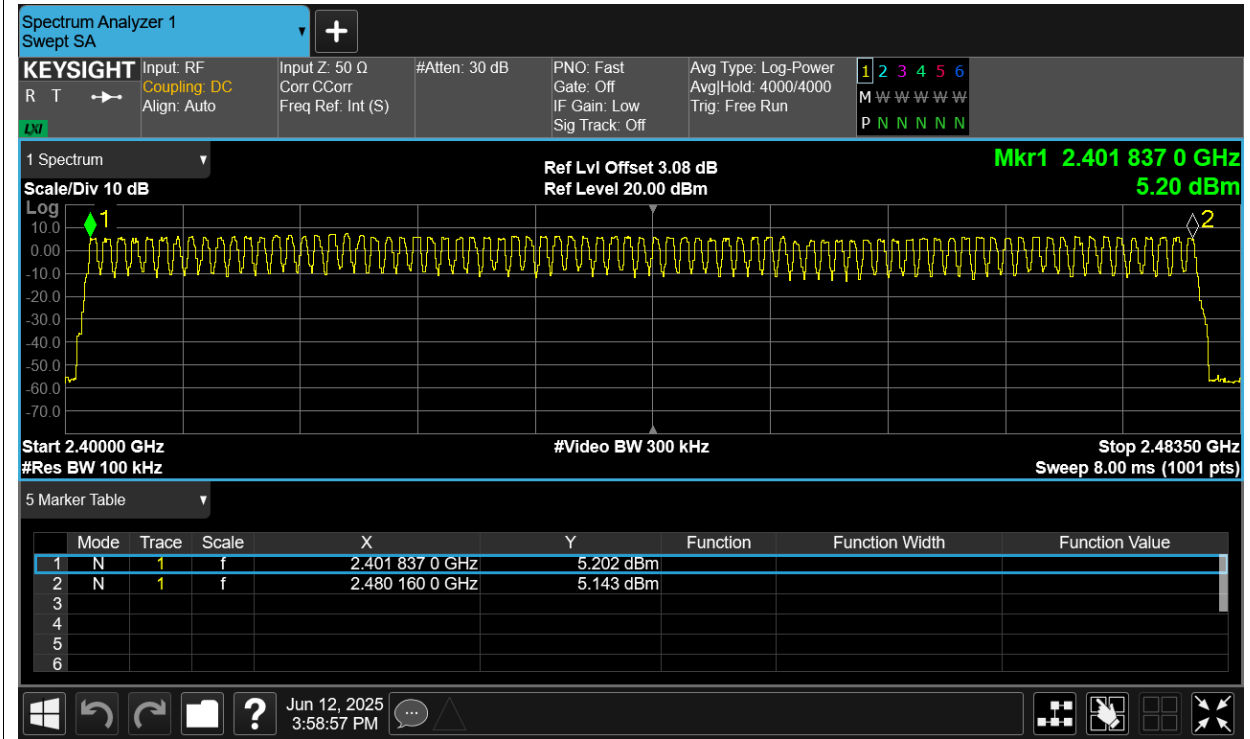 Spectrum Analyzer 1
Swept SA
+
KEYSIGHT
R T
LXI
Input: RF
Coupling: DC
Align: Auto
Input Z: 50 Ω
Corr CCorr
Freq Ref: Int (S)
#Atten: 30 dB
PNO: Fast
Gate: Off
IF Gain: Low
Sig Track: Off
Avg Type: Log-Power
Avg|Hold: 4000/4000
Trig: Free Run
1 2 3 4 5 6
M W W W W W
P N N N N N N
1 Spectrum
Scale/Div 10 dB
Ref Lvl Offset 3.08 dB
Ref Level 20.00 dBm
Mkr1 2.401 837 0 GHz
5.20 dBm
Log
1
2
10.0
0.00
-10.0
-20.0
-30.0
-40.0
-50.0
-60.0
-70.0
Start 2.40000 GHz
#Video BW 300 kHz
Stop 2.48350 GHz
#Res BW 100 kHz
Sweep 8.00 ms (1001 pts)
5 Marker Table
Mode Trace Scale X Y Function Function Width Function Value
1 N 1 f 2.401 837 0 GHz 5.202 dBm
2 N 1 f 2.480 160 0 GHz 5.143 dBm
3
4
5
6
?
Jun 12, 2025
3:58:57 PM